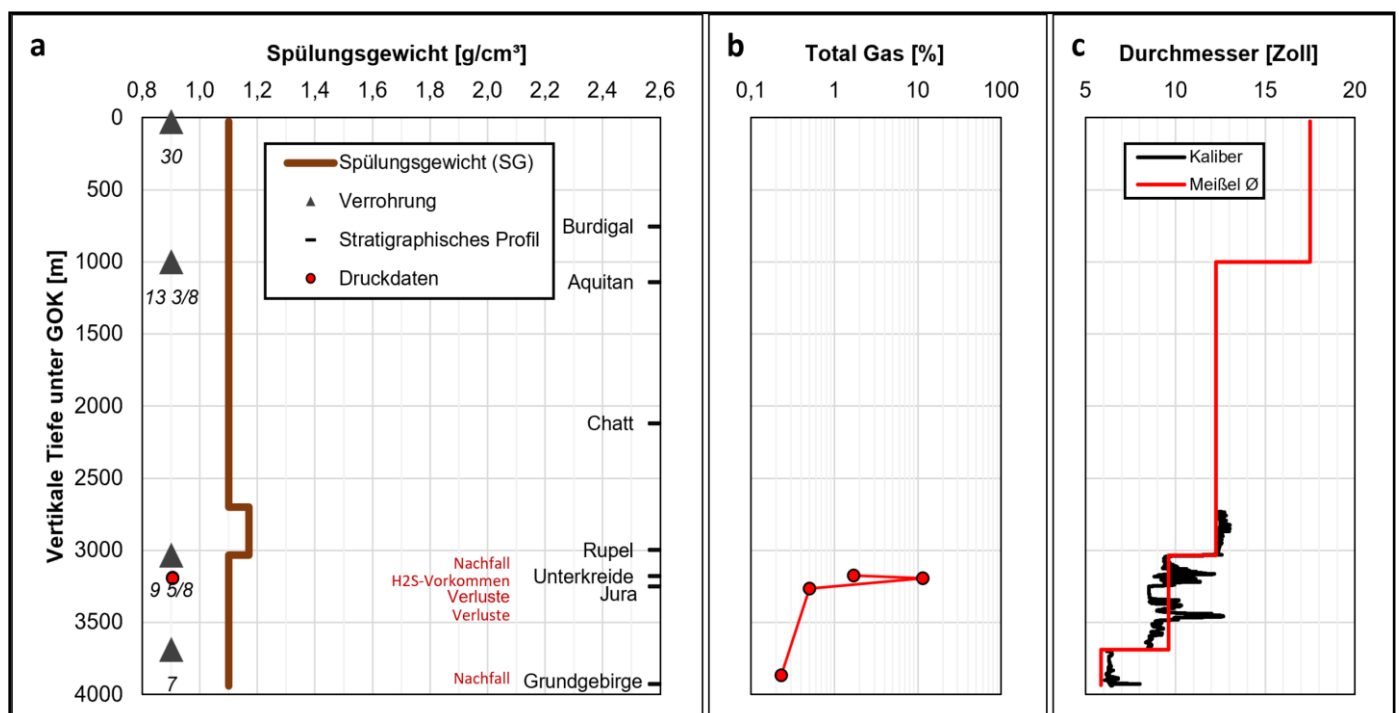 a
Spülungsgewicht [g/cm³]
0,8 1,0 1,2 1,4 1,6 1,8 2,0 2,2 2,4 2,6
Vertikale Tiefe unter GOK [m]
0
500
1000
1500
2000
2500
3000
3500
4000
30
13 3/8
9 5/8
7
Spülungsgewicht (SG)
Verrohrung
Stratigraphisches Profil
Druckdaten
Burdigal
Aquitan
Chatt
Rupel
Unterkreide
Jura
Grundgebirge
Nachfall
H2S-Vorkommen
Verluste
Verluste
Nachfall
b
Total Gas [%]
0,1 1 10 100
c
Durchmesser [Zoll]
5 10 15 20
Kaliber
Meißel Ø